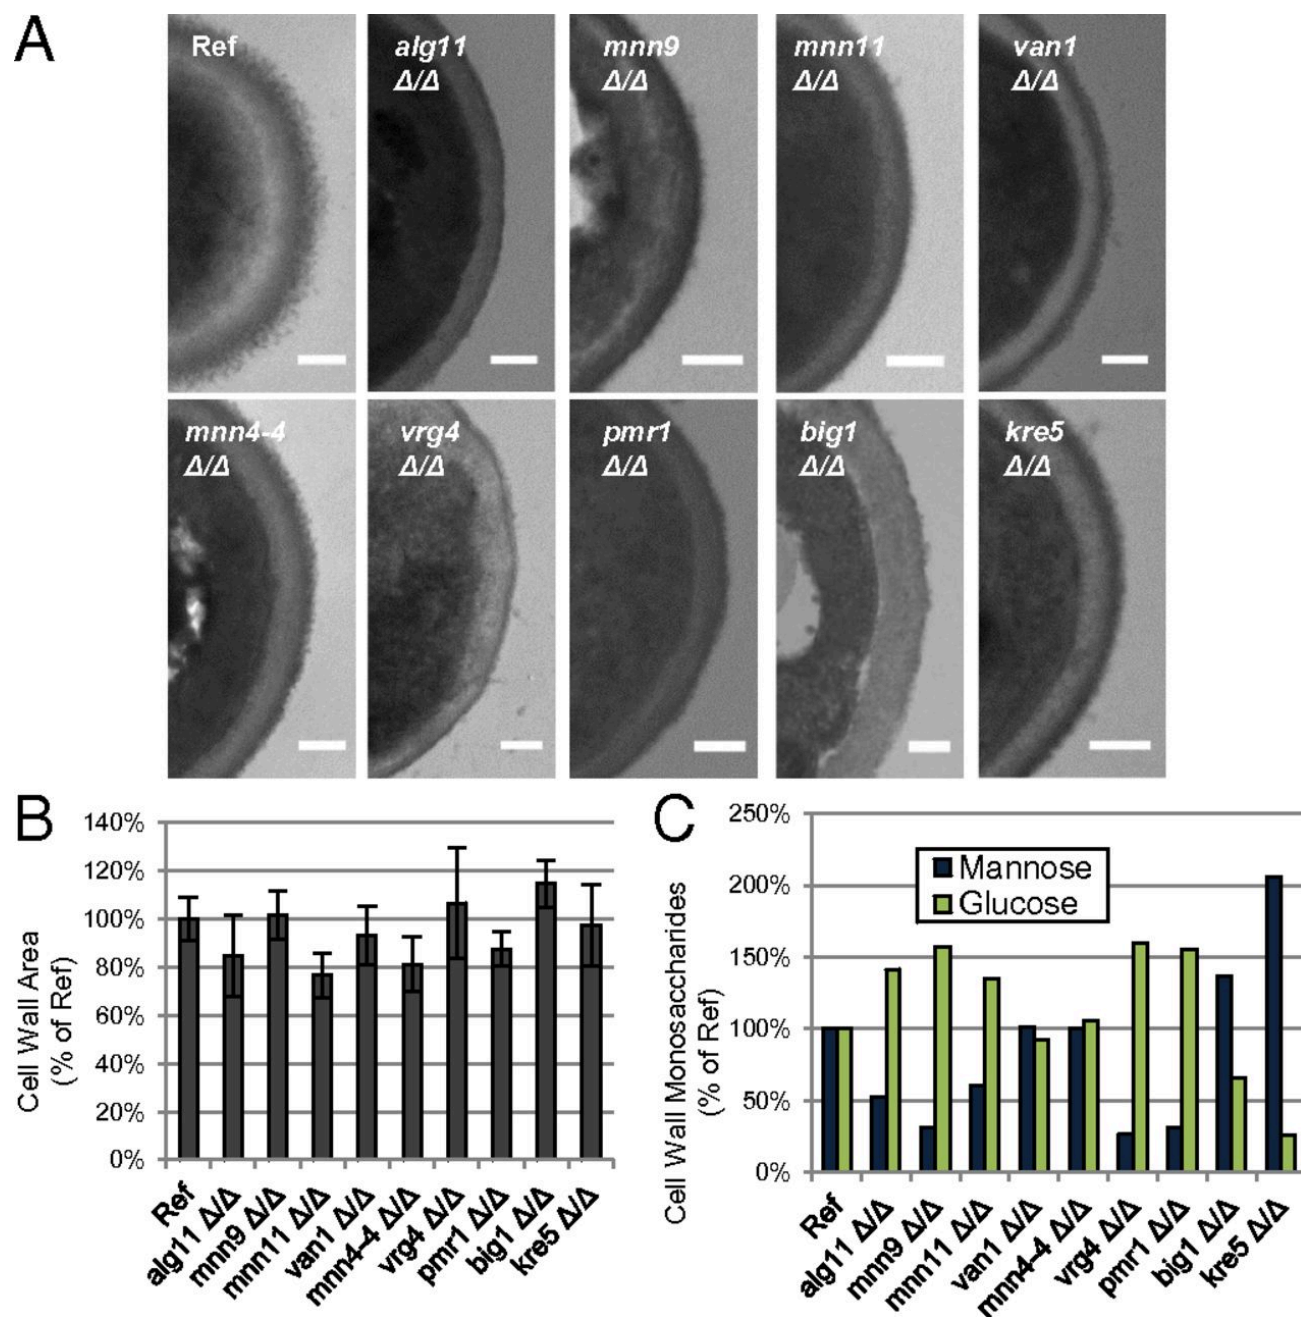 A
Ref
alg11
Δ/Δ
mnn9
Δ/Δ
mnn11
Δ/Δ
van1
Δ/Δ
mnn4-4
Δ/Δ
vrg4
Δ/Δ
pmr1
Δ/Δ
big1
Δ/Δ
kre5
Δ/Δ
B
Cell Wall Area
(% of Ref)
140%
120%
100%
80%
60%
40%
20%
0%
Ref
alg11 Δ/Δ
mnn9 Δ/Δ
mnn11 Δ/Δ
van1 Δ/Δ
mnn4-4 Δ/Δ
vrg4 Δ/Δ
pmr1 Δ/Δ
big1 Δ/Δ
kre5 Δ/Δ
C
Cell Wall Monosaccharides
(% of Ref)
250%
200%
150%
100%
50%
0%
Mannose
Glucose
Ref
alg11 Δ/Δ
mnn9 Δ/Δ
mnn11 Δ/Δ
van1 Δ/Δ
mnn4-4 Δ/Δ
vrg4 Δ/Δ
pmr1 Δ/Δ
big1 Δ/Δ
kre5 Δ/Δ